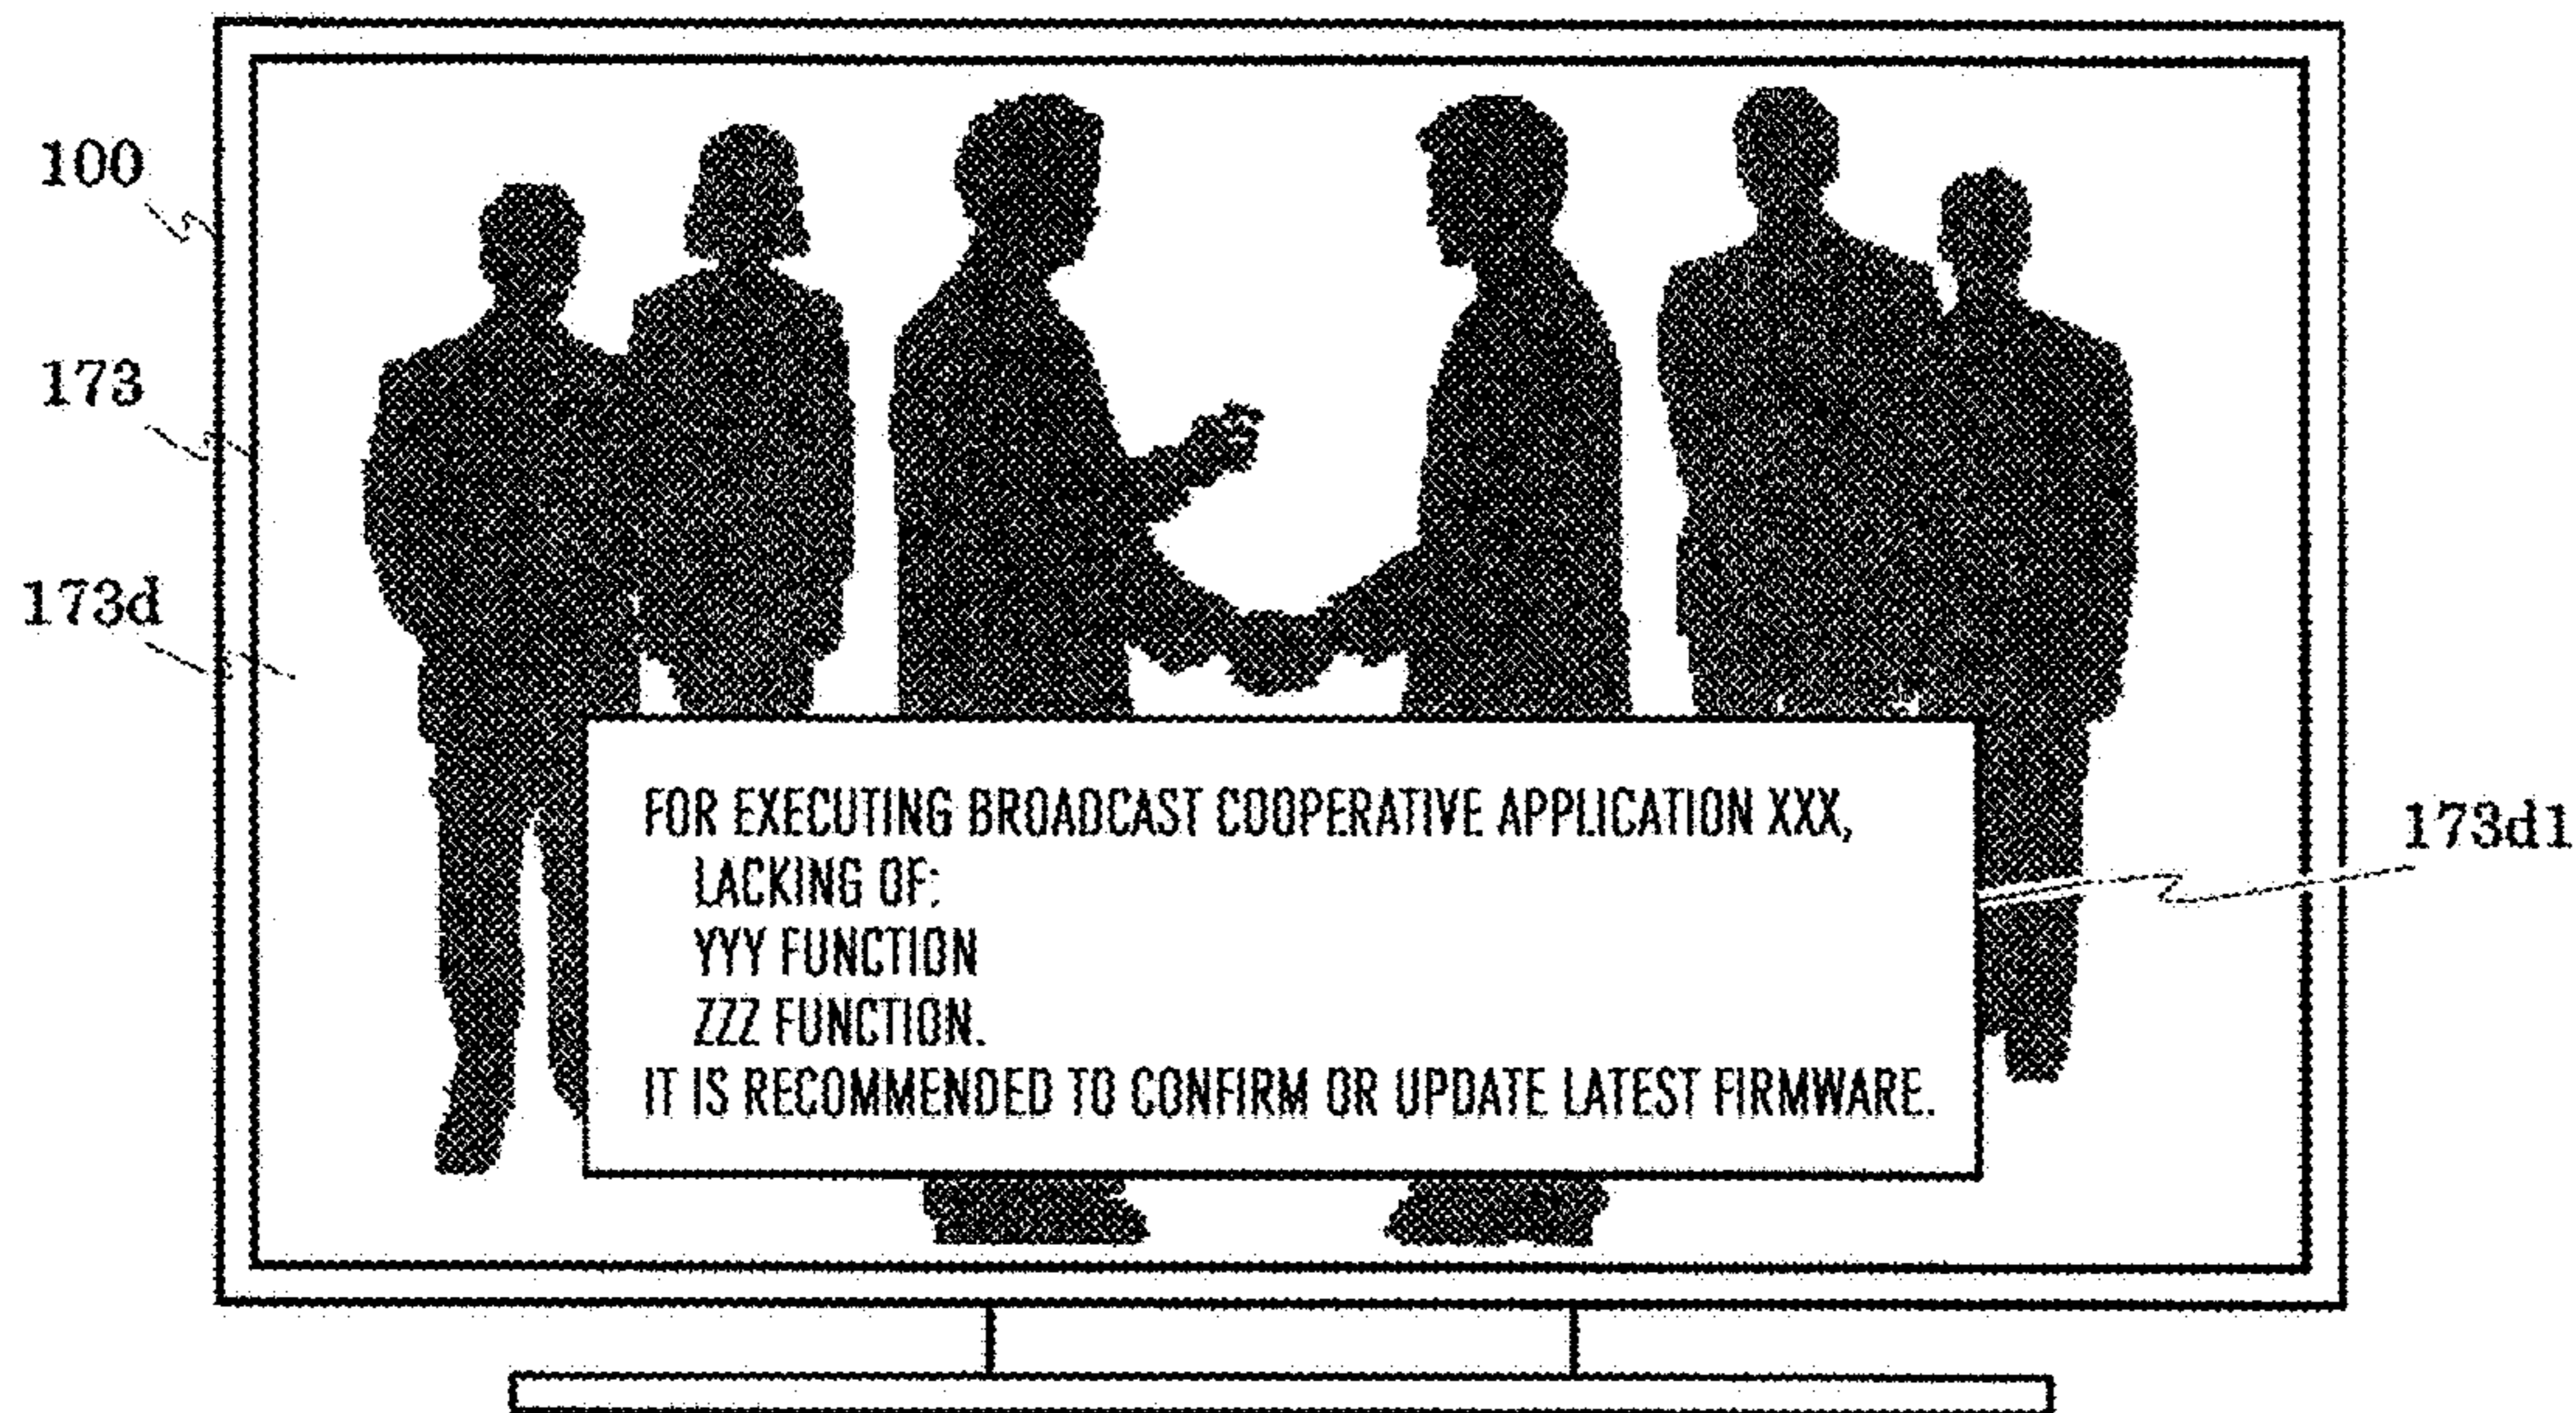 100
173
173d
FOR EXECUTING BROADCAST COOPERATIVE APPLICATION XXX,
LACKING OF:
YYY FUNCTION
ZZZ FUNCTION.
IT IS RECOMMENDED TO CONFIRM OR UPDATE LATEST FIRMWARE.
173d1